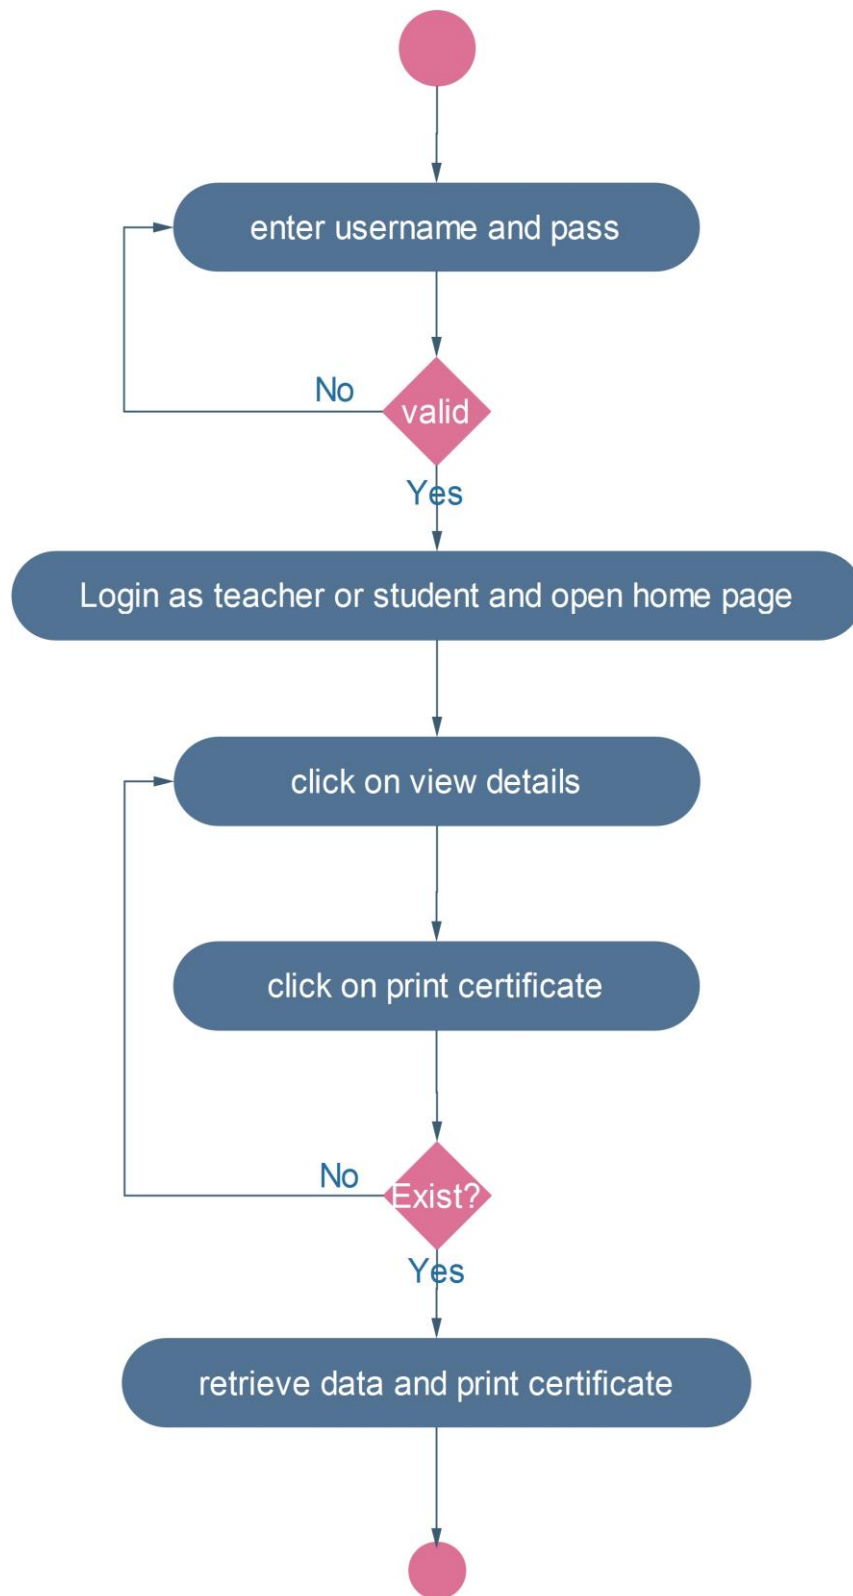 enter username and pass
No
valid
Yes
Login as teacher or student and open home page
click on view details
click on print certificate
No
Exist?
Yes
retrieve data and print certificate